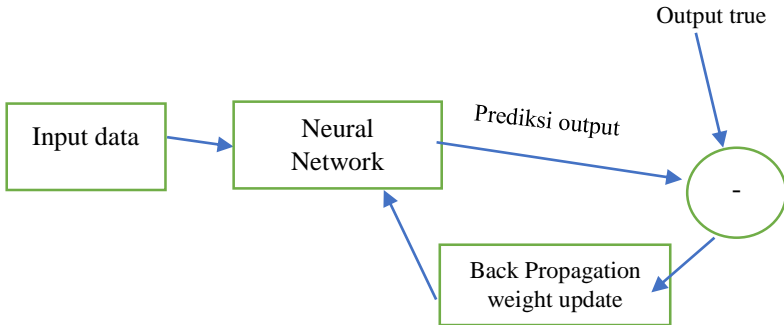 Output true
Input data
Neural
Network
Prediksi output
-
Back Propagation
weight update